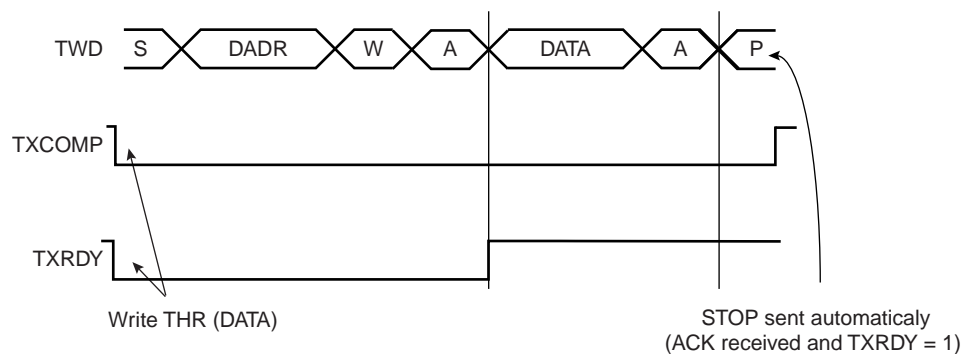 TWD S DADR W A DATA A P
TXCOMP
TXRDY
Write THR (DATA)
STOP sent automaticaly
(ACK received and TXRDY = 1)